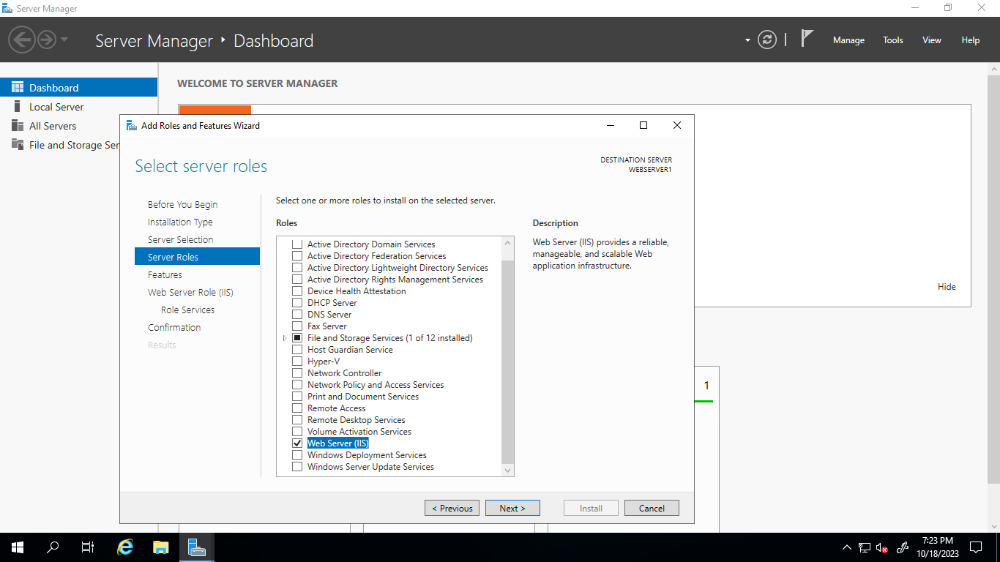 Server Manager
Server Manager ‣ Dashboard
Manage Tools View Help
Dashboard
Local Server
All Servers
File and Storage Ser
WELCOME TO SERVER MANAGER
Hide
1
Add Roles and Features Wizard
Select server roles
DESTINATION SERVER
WEBSERVER1
Before You Begin
Installation Type
Server Selection
Server Roles
Features
Web Server Role (IIS)
Role Services
Confirmation
Results
Select one or more roles to install on the selected server.
Roles
Active Directory Domain Services
Active Directory Federation Services
Active Directory Lightweight Directory Services
Active Directory Rights Management Services
Device Health Attestation
DHCP Server
DNS Server
Fax Server
File and Storage Services (1 of 12 installed)
Host Guardian Service
Hyper-V
Network Controller
Network Policy and Access Services
Print and Document Services
Remote Access
Remote Desktop Services
Volume Activation Services
Web Server (IIS)
Windows Deployment Services
Windows Server Update Services
Description
Web Server (IIS) provides a reliable,
manageable, and scalable Web
application infrastructure.
< Previous Next > Install Cancel
7:23 PM
10/18/2023